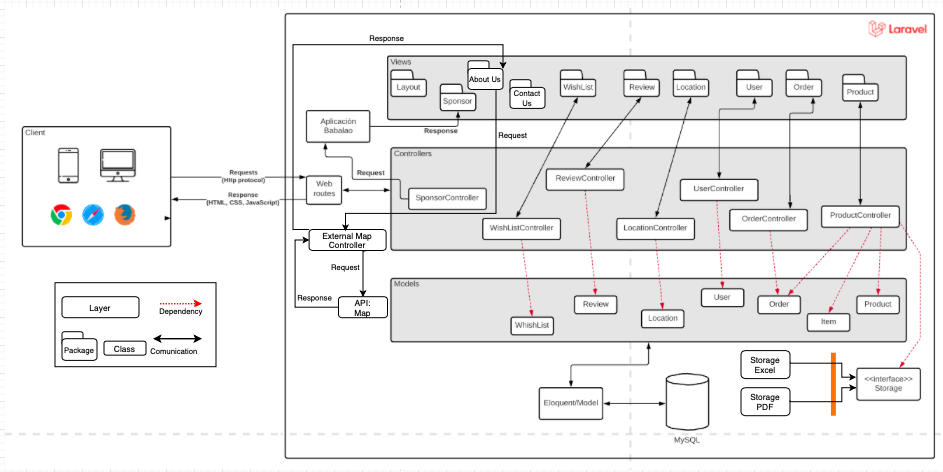 Response
Laravel
Views
Layout
Sponsor
About Us
Contact
Us
WishList
Review
Location
User
Order
Product
Aplicación
Babalao
Response
Request
Client
Requests
(Http protocol)
Response
(HTML, CSS, JavaScript)
Web
routes
Request
Controllers
SponsorController
ReviewController
UserController
WishListController
LocationController
OrderController
ProductController
External Map
Controller
Request
Response
API:
Map
Models
WhishList
Review
Location
User
Order
Item
Product
Layer
Dependency
Package
Class
Comunication
Eloquent/Model
MySQL
Storage
Excel
Storage
PDF
<<interface>>
Storage